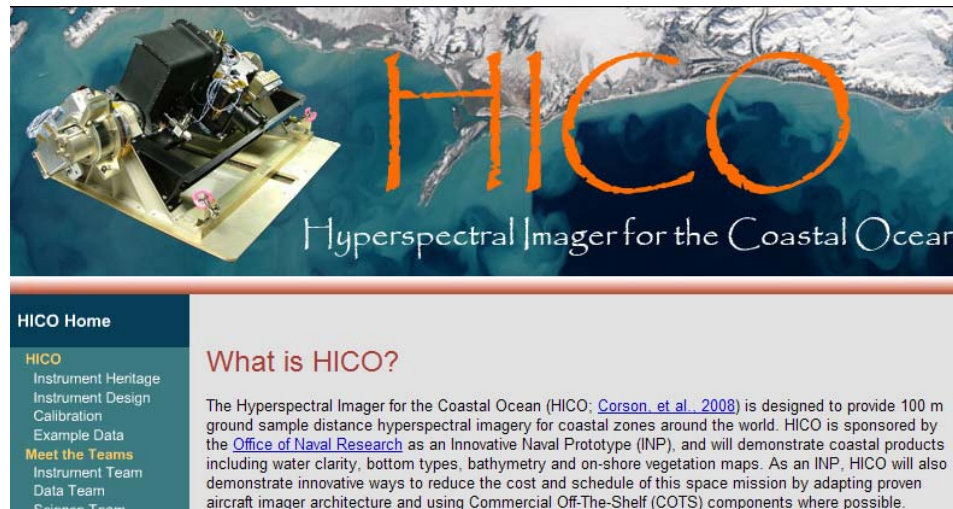 HICO
Hyperspectral Imager for the Coastal Ocean
HICO Home
HICO
Instrument Heritage
Instrument Design
Calibration
Example Data
Meet the Teams
Instrument Team
Data Team
Science Team
What is HICO?
The Hyperspectral Imager for the Coastal Ocean (HICO; Corson, et al., 2008) is designed to provide 100 m
ground sample distance hyperspectral imagery for coastal zones around the world. HICO is sponsored by
the Office of Naval Research as an Innovative Naval Prototype (INP), and will demonstrate coastal products
including water clarity, bottom types, bathymetry and on-shore vegetation maps. As an INP, HICO will also
demonstrate innovative ways to reduce the cost and schedule of this space mission by adapting proven
aircraft imager architecture and using Commercial Off-The-Shelf (COTS) components where possible.